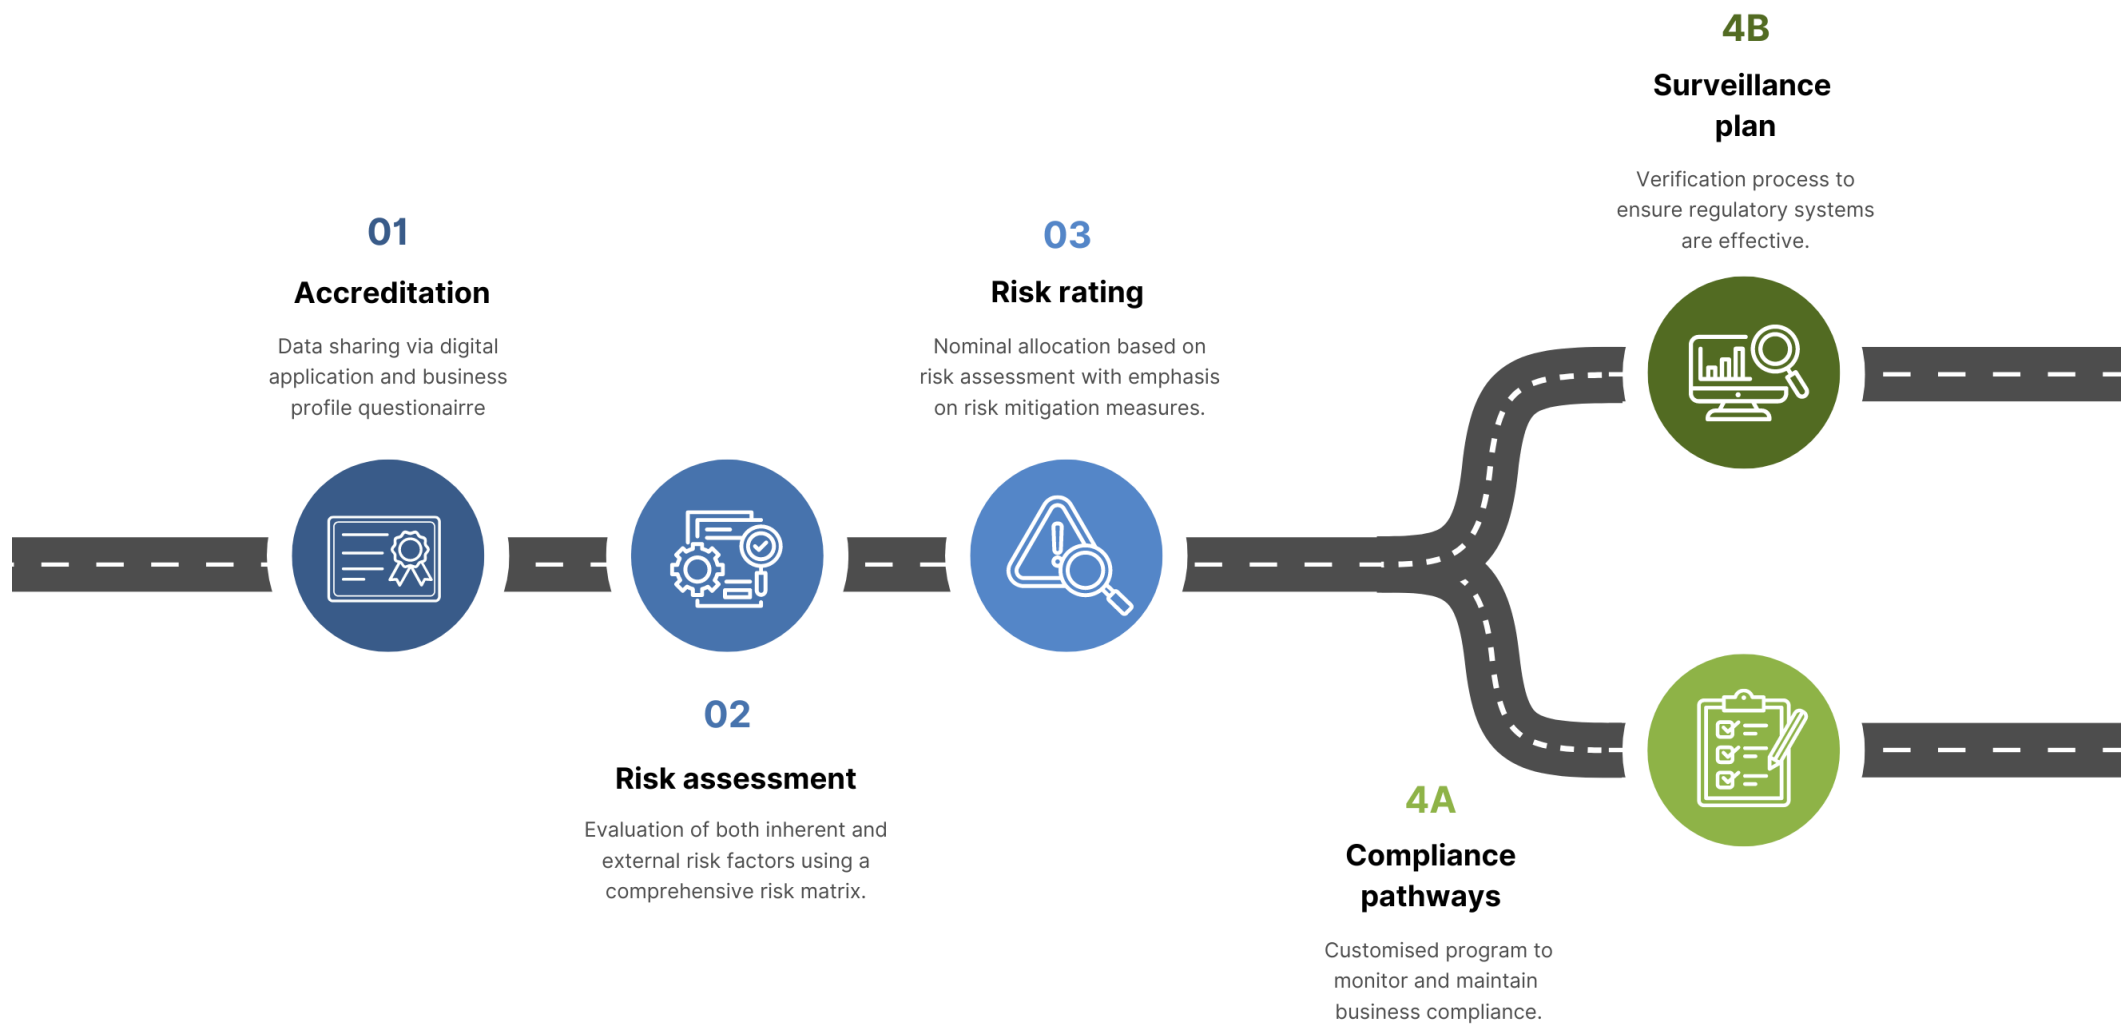 01
Accreditation
Data sharing via digital
application and business
profile questionairre
02
Risk assessment
Evaluation of both inherent and
external risk factors using a
comprehensive risk matrix.
03
Risk rating
Nominal allocation based on
risk assessment with emphasis
on risk mitigation measures.
4A
Compliance
pathways
Customised program to
monitor and maintain
business compliance.
4B
Surveillance
plan
Verification process to
ensure regulatory systems
are effective.